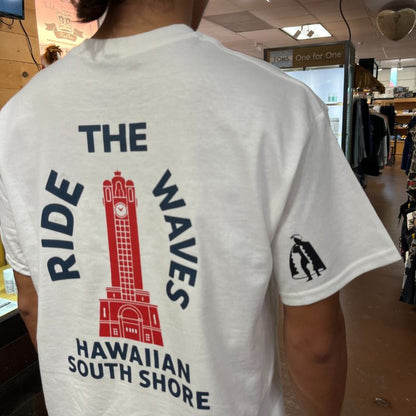 RIDE THE WAVES
HAWAIIAN
SOUTH SHORE
One for One